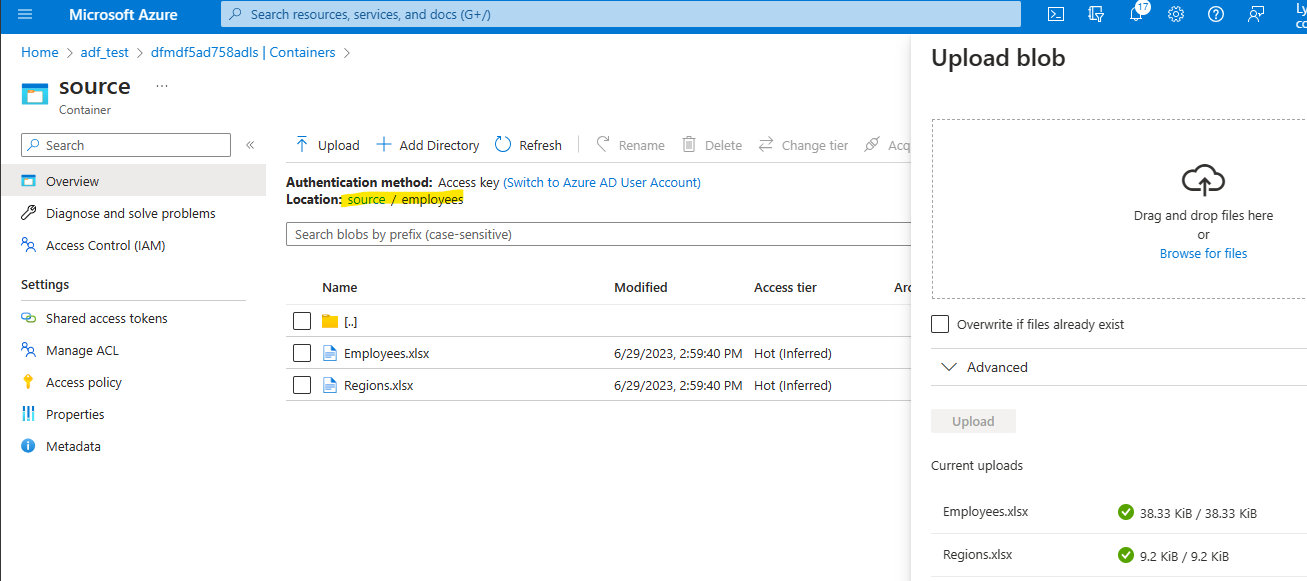 Microsoft Azure
Search resources, services, and docs (G+/)
17
Home > adf_test > dfmdf5ad758adls | Containers >
source ...
Container
Search
«
Overview
Diagnose and solve problems
Access Control (IAM)
Settings
Shared access tokens
Manage ACL
Access policy
Properties
Metadata
Upload
Add Directory
Refresh
Rename
Delete
Change tier
Acq
Authentication method: Access key (Switch to Azure AD User Account)
Location: source / employees
Search blobs by prefix (case-sensitive)
Name Modified Access tier Arc
[..]
Employees.xlsx 6/29/2023, 2:59:40 PM Hot (Inferred)
Regions.xlsx 6/29/2023, 2:59:40 PM Hot (Inferred)
Upload blob
Drag and drop files here
or
Browse for files
Overwrite if files already exist
Advanced
Upload
Current uploads
Employees.xlsx 38.33 KiB / 38.33 KiB
Regions.xlsx 9.2 KiB / 9.2 KiB